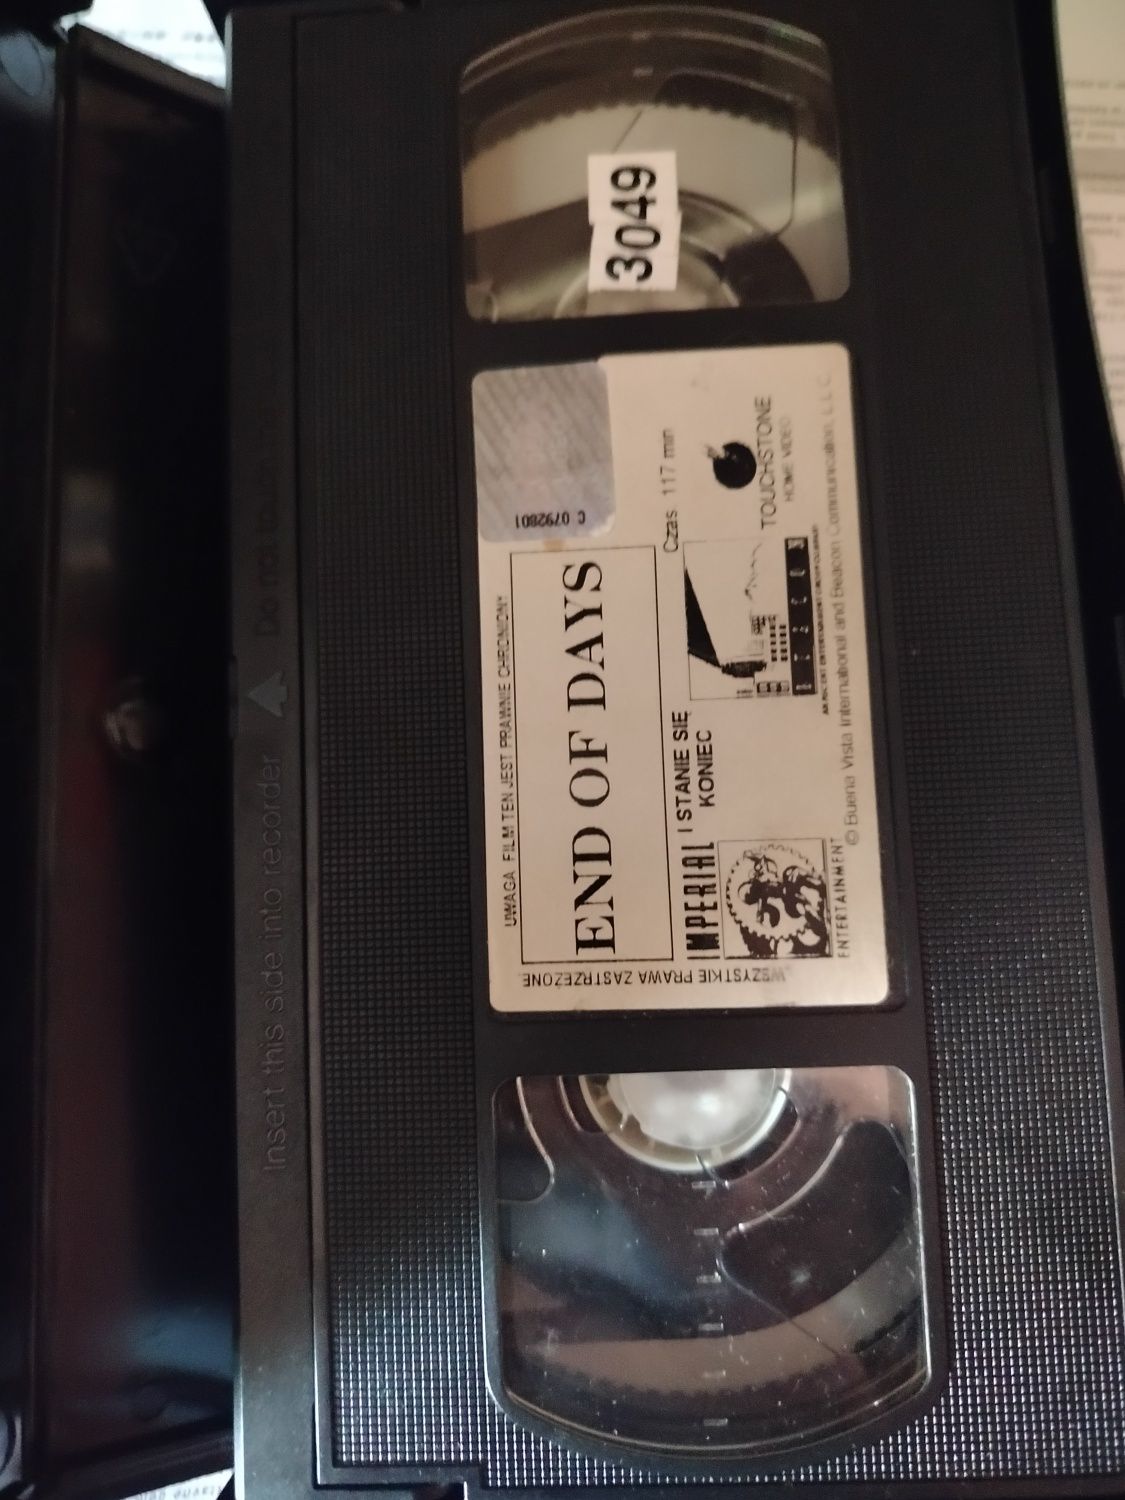 Insert this side into recorder
Do not touch
3049
UWAGA FILM TEN JEST PRAWNIE CHRONIONY
C 0792801
END OF DAYS
WSZYSTKIE PRAWA ZASTRZEŻONE
IMPERIAL
ENTERTAINMENT
I STANIE SIĘ
KONIEC
Czas 117 min
BEACON
TOUCHSTONE
HOME VIDEO
© Buena Vista International and Beacon Communication, L.L.C.